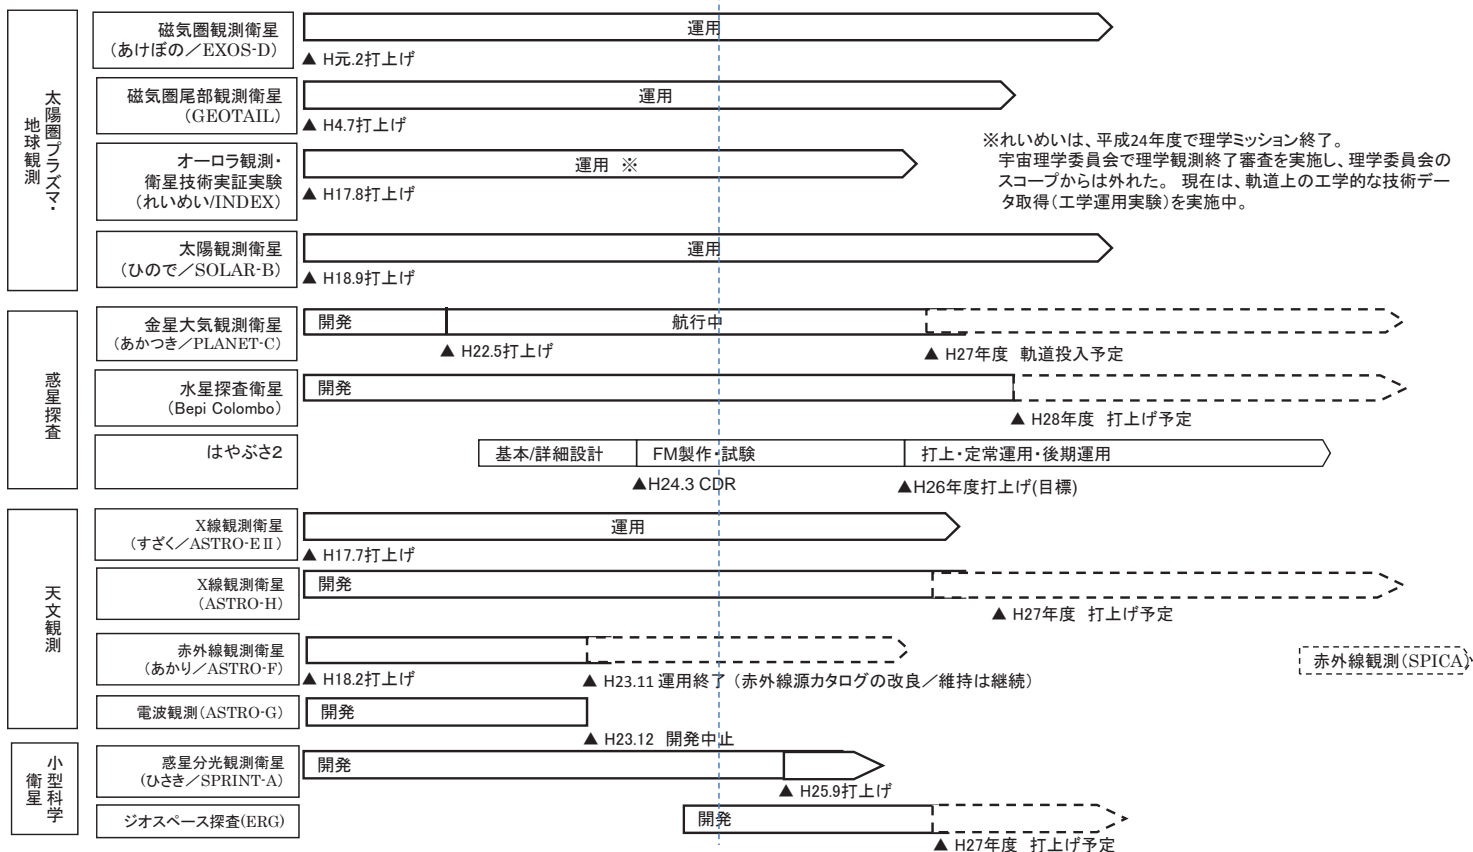 太陽圏プラズマ・
地球観測
磁気圏観測衛星
(あけぼの／EXOS-D)
運用
▲ H元.2打上げ
磁気圏尾部観測衛星
(GEOTAIL)
運用
▲ H4.7打上げ
オーロラ観測・
衛星技術実証実験
(れいめい/INDEX)
運用 ※
▲ H17.8打上げ
※れいめいは、平成24年度で理学ミッション終了。
宇宙理学委員会で理学観測終了審査を実施し、理学委員会の
スコープからは外れた。 現在は、軌道上の工学的な技術デー
タ取得(工学運用実験)を実施中。
太陽観測衛星
(ひので／SOLAR-B)
運用
▲ H18.9打上げ
惑星探査
金星大気観測衛星
(あかつき／PLANET-C)
開発
航行中
▲ H22.5打上げ
▲ H27年度 軌道投入予定
水星探査衛星
(Bepi Colombo)
開発
▲ H28年度 打上げ予定
はやぶさ2
基本/詳細設計
FM製作・試験
打上・定常運用・後期運用
▲H24.3 CDR
▲H26年度打上げ(目標)
天文観測
X線観測衛星
(すざく／ASTRO-EⅡ)
運用
▲ H17.7打上げ
X線観測衛星
(ASTRO-H)
開発
▲ H27年度 打上げ予定
赤外線観測衛星
(あかり／ASTRO-F)
▲ H18.2打上げ
▲ H23.11 運用終了 (赤外線源カタログの改良／維持は継続)
赤外線観測(SPICA)
電波観測(ASTRO-G)
開発
▲ H23.12 開発中止
小型科学
衛星
惑星分光観測衛星
(ひさき／SPRINT-A)
開発
▲ H25.9打上げ
ジオスペース探査(ERG)
開発
▲ H27年度 打上げ予定